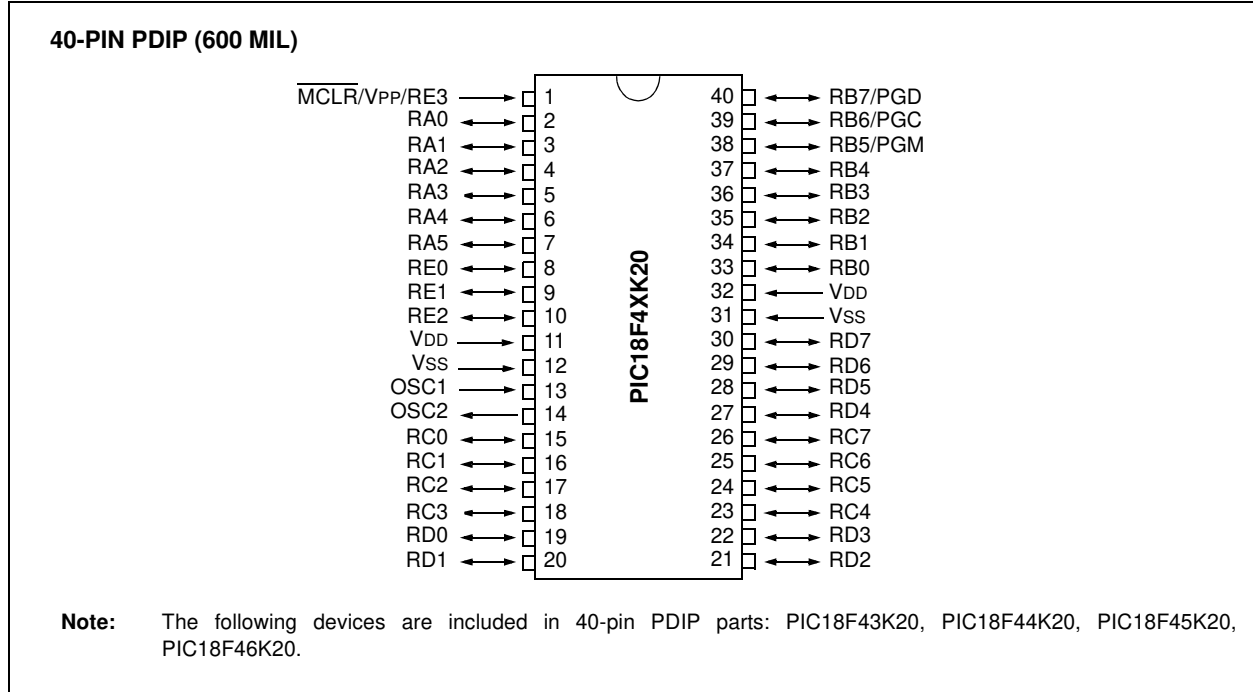 40-PIN PDIP (600 MIL)
MCLR/VPP/RE3 1 40 RB7/PGD
RA0 2 39 RB6/PGC
RA1 3 38 RB5/PGM
RA2 4 37 RB4
RA3 5 36 RB3
RA4 6 35 RB2
RA5 7 34 RB1
RE0 8 33 RB0
RE1 9 32 VDD
RE2 10 31 VSS
VDD 11 30 RD7
VSS 12 29 RD6
OSC1 13 28 RD5
OSC2 14 27 RD4
RC0 15 26 RC7
RC1 16 25 RC6
RC2 17 24 RC5
RC3 18 23 RC4
RD0 19 22 RD3
RD1 20 21 RD2
PIC18F4XK20
Note: The following devices are included in 40-pin PDIP parts: PIC18F43K20, PIC18F44K20, PIC18F45K20,
PIC18F46K20.